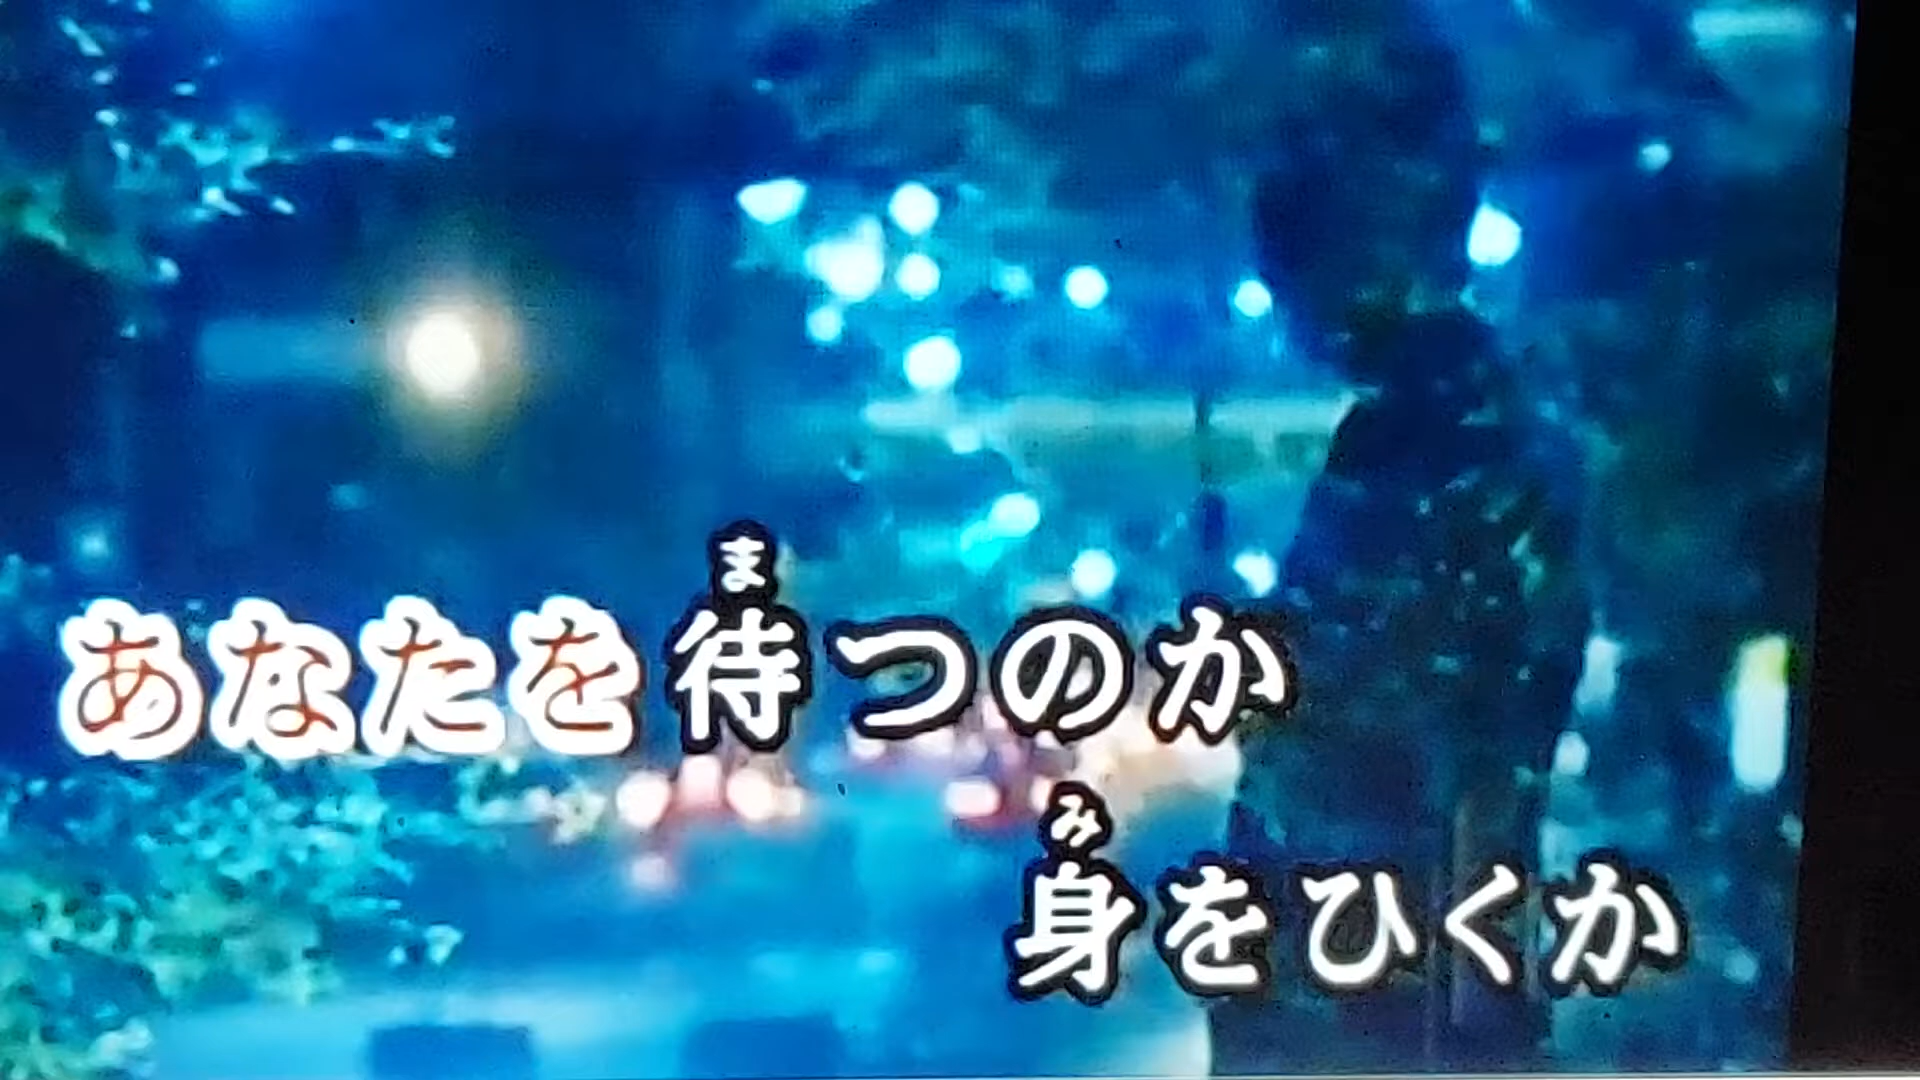 ま
あなたを待つのか
み
身をひくか